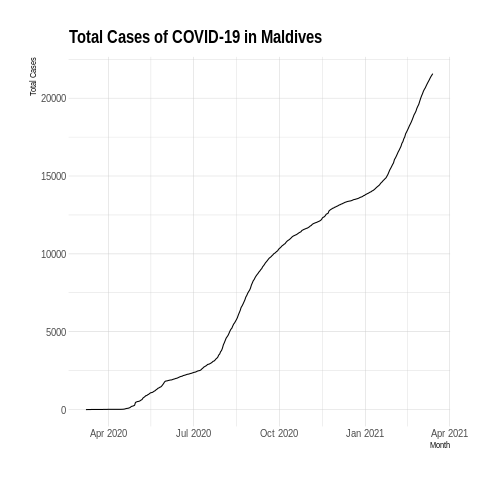 Total Cases of COVID-19 in Maldives
Total Cases
20000
15000
10000
5000
0
Apr 2020 Jul 2020 Oct 2020 Jan 2021 Apr 2021
Month